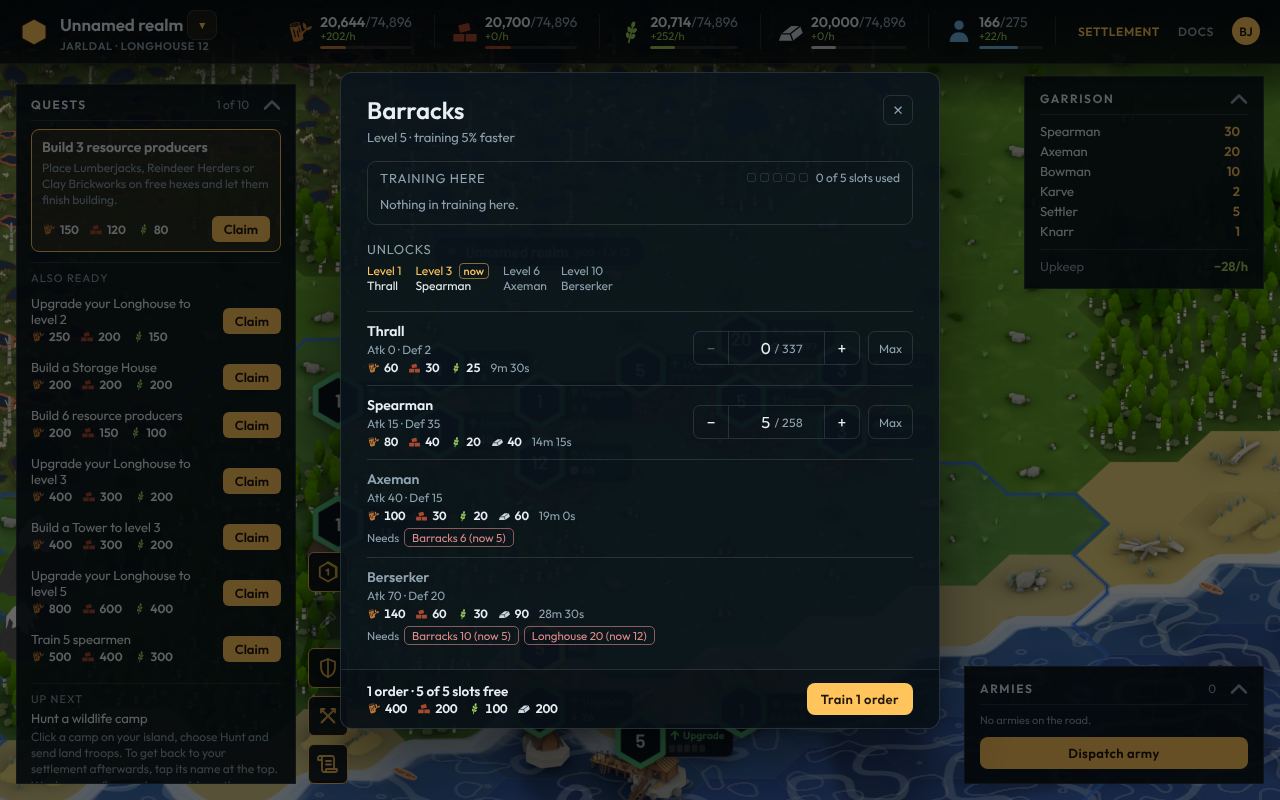 Unnamed realm
JARLDAL · LONGHOUSE 12
20,644/74,896
+202/h
20,700/74,896
+0/h
20,714/74,896
+252/h
20,000/74,896
+0/h
166/275
+22/h
SETTLEMENT
DOCS
BJ
QUESTS
1 of 10
Build 3 resource producers
Place Lumberjacks, Reindeer Herders or
Clay Brickworks on free hexes and let them
finish building.
150 120 80
Claim
ALSO READY
Upgrade your Longhouse to
level 2
250 200 150
Claim
Build a Storage House
200 200 200
Claim
Build 6 resource producers
200 150 100
Claim
Upgrade your Longhouse to
level 3
400 300 200
Claim
Build a Tower to level 3
400 300 200
Claim
Upgrade your Longhouse to
level 5
800 600 400
Claim
Train 5 spearmen
500 400 300
Claim
UP NEXT
Hunt a wildlife camp
Click a camp on your island, choose Hunt and
send land troops. To get back to your
settlement afterwards, tap its name at the top.
Barracks
×
Level 5 · training 5% faster
TRAINING HERE
0 of 5 slots used
Nothing in training here.
UNLOCKS
Level 1
Thrall
Level 3 now
Spearman
Level 6
Axeman
Level 10
Berserker
Thrall
Atk 0 · Def 2
60 30 25 9m 30s
− 0 / 337 + Max
Spearman
Atk 15 · Def 35
80 40 20 40 14m 15s
− 5 / 258 + Max
Axeman
Atk 40 · Def 15
100 30 20 60 19m 0s
Needs Barracks 6 (now 5)
Berserker
Atk 70 · Def 20
140 60 30 90 28m 30s
Needs Barracks 10 (now 5) Longhouse 20 (now 12)
1 order · 5 of 5 slots free
400 200 100 200
Train 1 order
5
Upgrade
GARRISON
Spearman 30
Axeman 20
Bowman 10
Karve 2
Settler 5
Knarr 1
Upkeep −28/h
ARMIES
0
No armies on the road.
Dispatch army